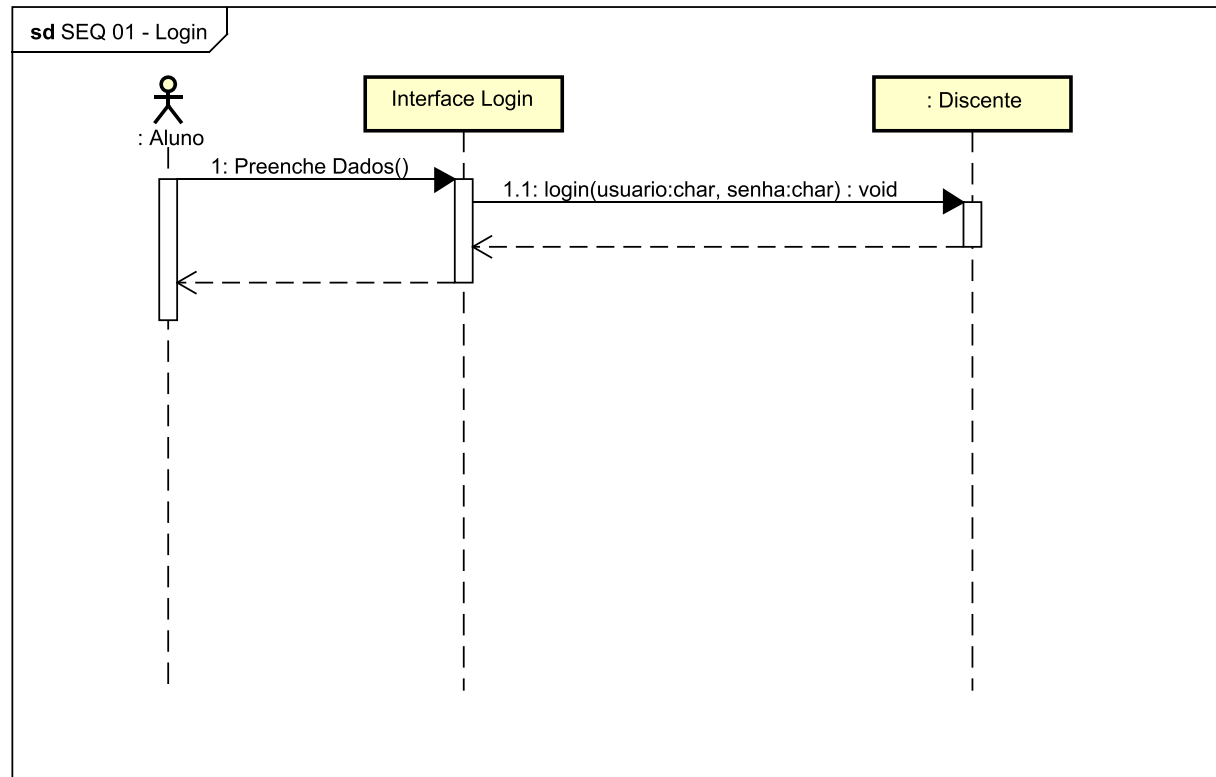 sd SEQ 01 - Login
Interface Login
: Discente
: Aluno
1: Preenche Dados()
1.1: login(usuario:char, senha:char) : void